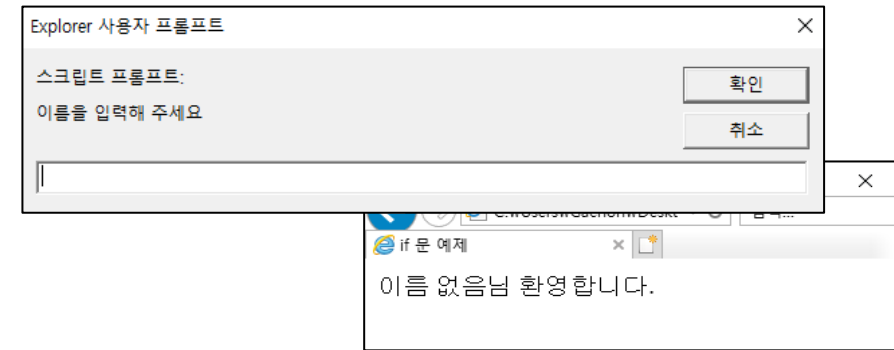 Explorer 사용자 프롬프트
스크립트 프롬프트:
확인
이름을 입력해 주세요
취소
if 문 예제
이름 없음님 환영합니다.